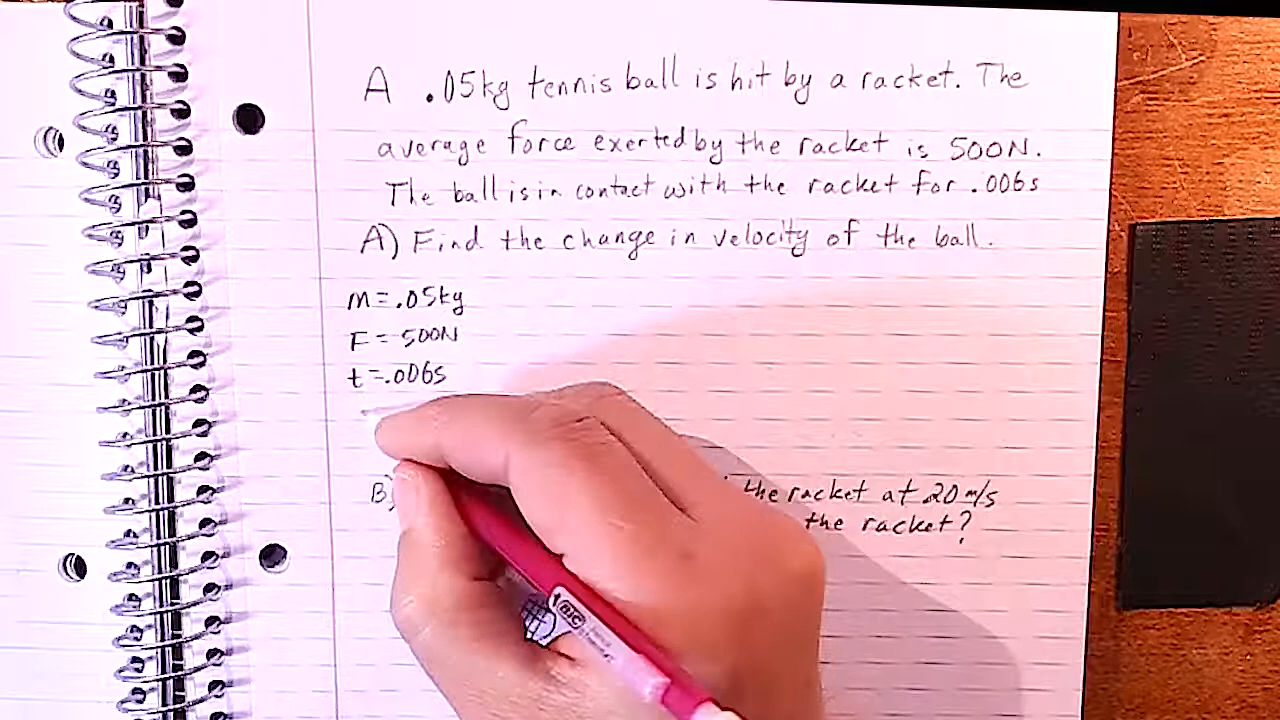 A .05kg tennis ball is hit by a racket. The
average force exerted by the racket is 500N.
The ball is in contact with the racket for .006s
A) Find the change in velocity of the ball.
m=.05kg
F=500N
t=.006s
B) the racket at 20 m/s
the racket?
BIC